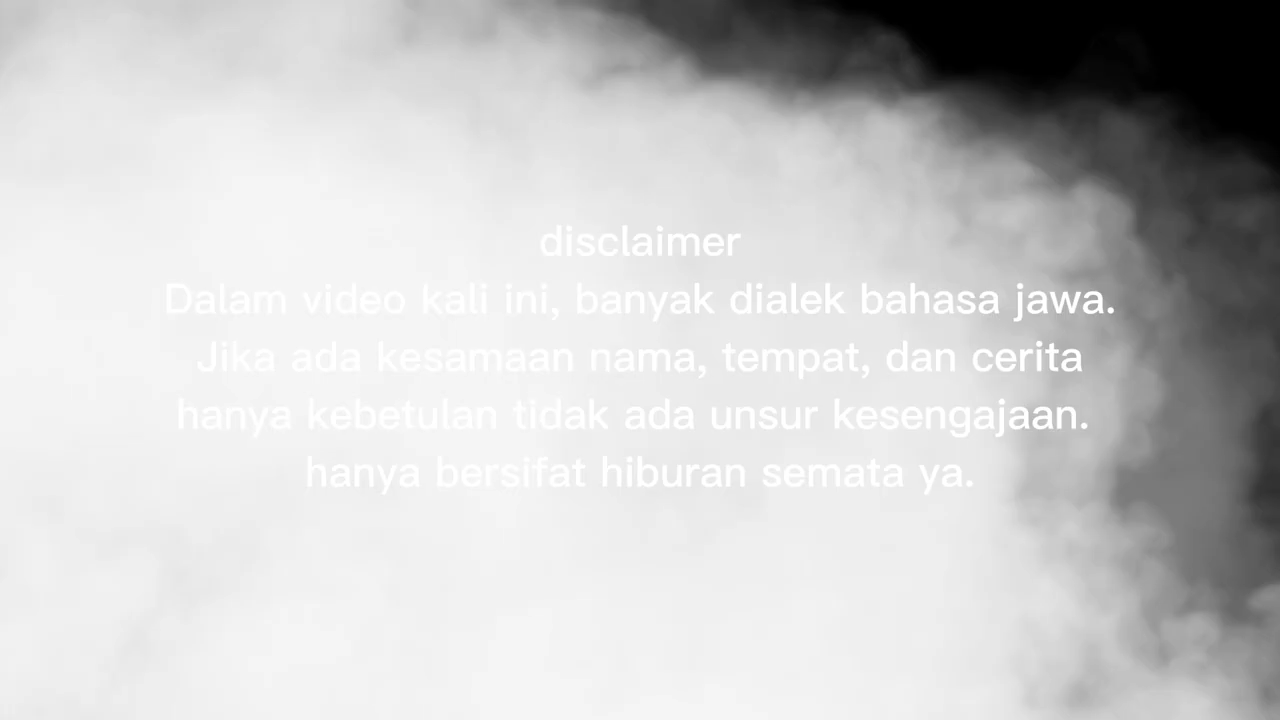 disclaimer
Dalam video kali ini, banyak dialek bahasa jawa.
Jika ada kesamaan nama, tempat, dan cerita
hanya kebetulan tidak ada unsur kesengajaan.
hanya bersifat hiburan semata ya.